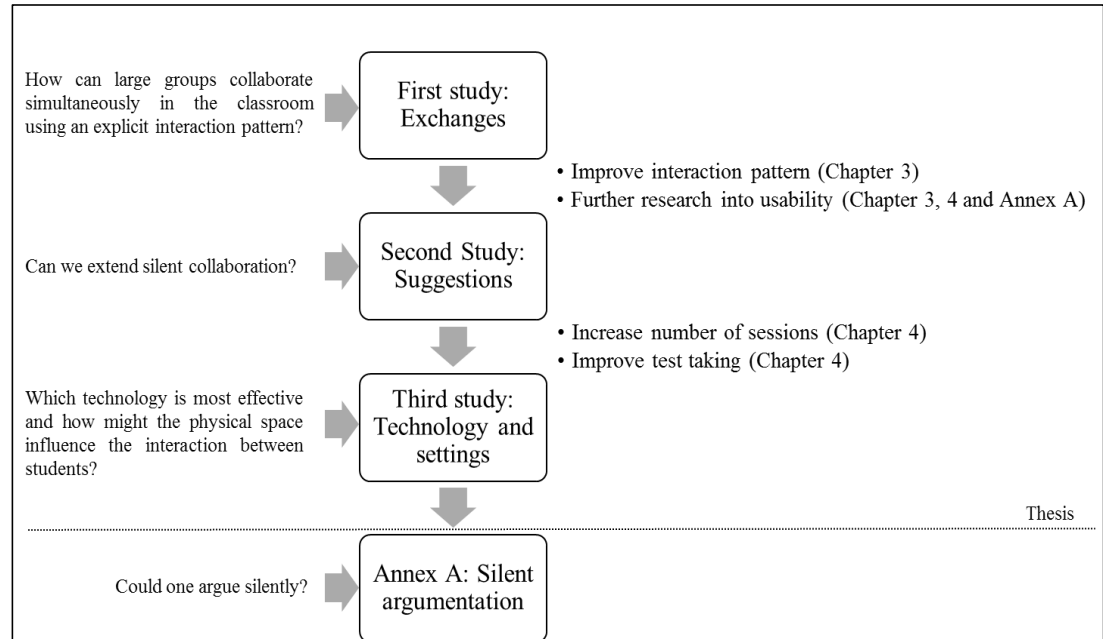 How can large groups collaborate
simultaneously in the classroom
using an explicit interaction pattern?
First study:
Exchanges
• Improve interaction pattern (Chapter 3)
• Further research into usability (Chapter 3, 4 and Annex A)
Can we extend silent collaboration?
Second Study:
Suggestions
• Increase number of sessions (Chapter 4)
• Improve test taking (Chapter 4)
Which technology is most effective
and how might the physical space
influence the interaction between
students?
Third study:
Technology and
settings
Thesis
Could one argue silently?
Annex A: Silent
argumentation